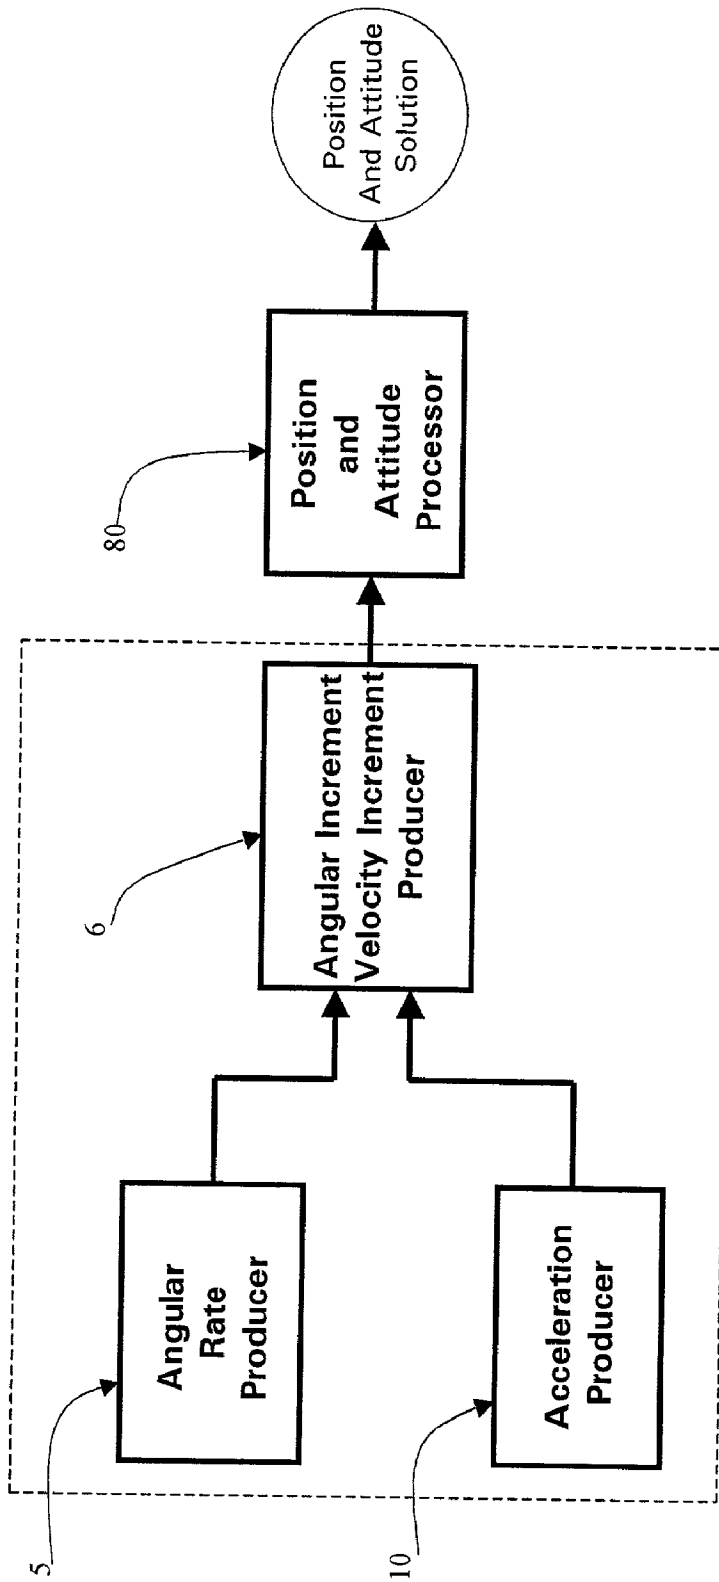 5
Angular
Rate
Producer
10
Acceleration
Producer
6
Angular Increment
Velocity Increment
Producer
80
Position
and
Attitude
Processor
Position
And Attitude
Solution